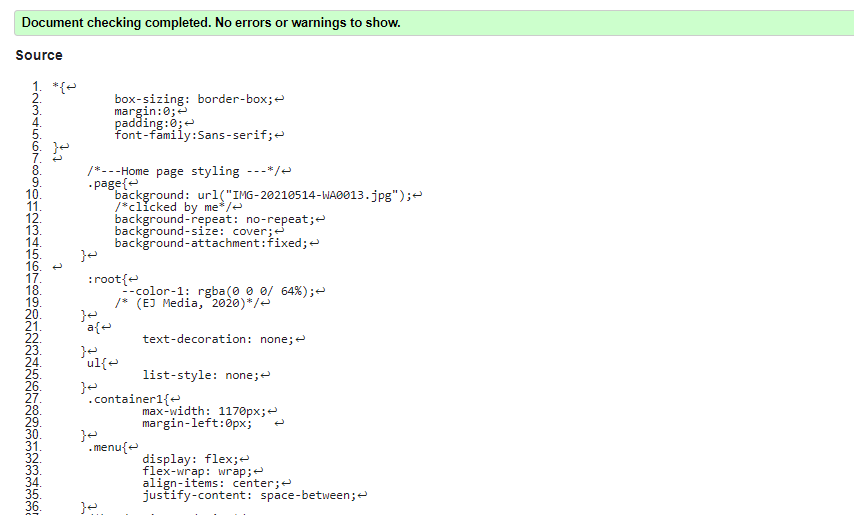 Document checking completed. No errors or warnings to show.
Source
1. *{↩
2. box-sizing: border-box;↩
3. margin:0;↩
4. padding:0;↩
5. font-family:Sans-serif;↩
6. }↩
7. ↩
8. /*---Home page styling ---*/↩
9. .page{↩
10. background: url("IMG-20210514-WA0013.jpg");↩
11. /*clicked by me*/↩
12. background-repeat: no-repeat;↩
13. background-size: cover;↩
14. background-attachment:fixed;↩
15. }↩
16. ↩
17. :root{↩
18. --color-1: rgba(0 0 0/ 64%);↩
19. /* (EJ Media, 2020)*/↩
20. }↩
21. a{↩
22. text-decoration: none;↩
23. }↩
24. ul{↩
25. list-style: none;↩
26. }↩
27. .container1{↩
28. max-width: 1170px;↩
29. margin-left:0px; ↩
30. }↩
31. .menu{↩
32. display: flex;↩
33. flex-wrap: wrap;↩
34. align-items: center;↩
35. justify-content: space-between;↩
36. }↩